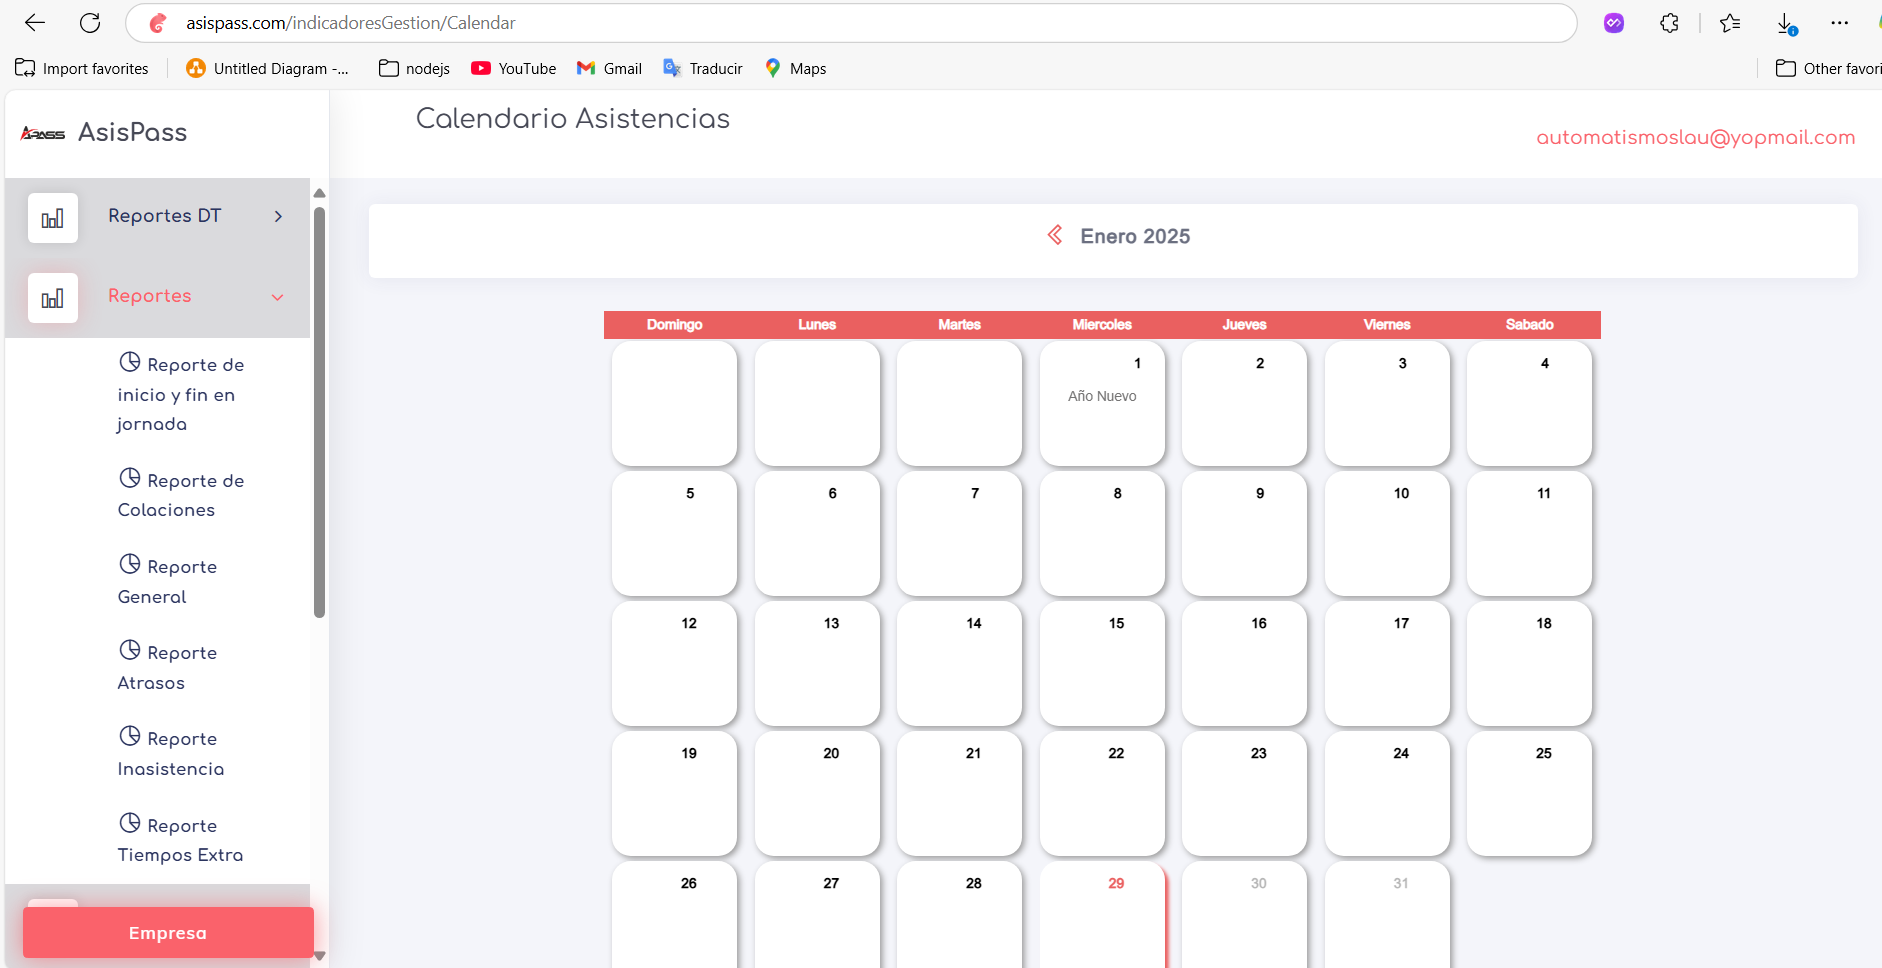 asispass.com/indicadoresGestion/Calendar
Import favorites
Untitled Diagram -...
nodejs
YouTube
Gmail
Traducir
Maps
Other favori
APASS AsisPass
Calendario Asistencias
automatismoslau@yopmail.com
Reportes DT
Reportes
Reporte de
inicio y fin en
jornada
Reporte de
Colaciones
Reporte
General
Reporte
Atrasos
Reporte
Inasistencia
Reporte
Tiempos Extra
Empresa
Enero 2025
Domingo Lunes Martes Miercoles Jueves Viernes Sabado
1 2 3 4
Año Nuevo
5 6 7 8 9 10 11
12 13 14 15 16 17 18
19 20 21 22 23 24 25
26 27 28 29 30 31